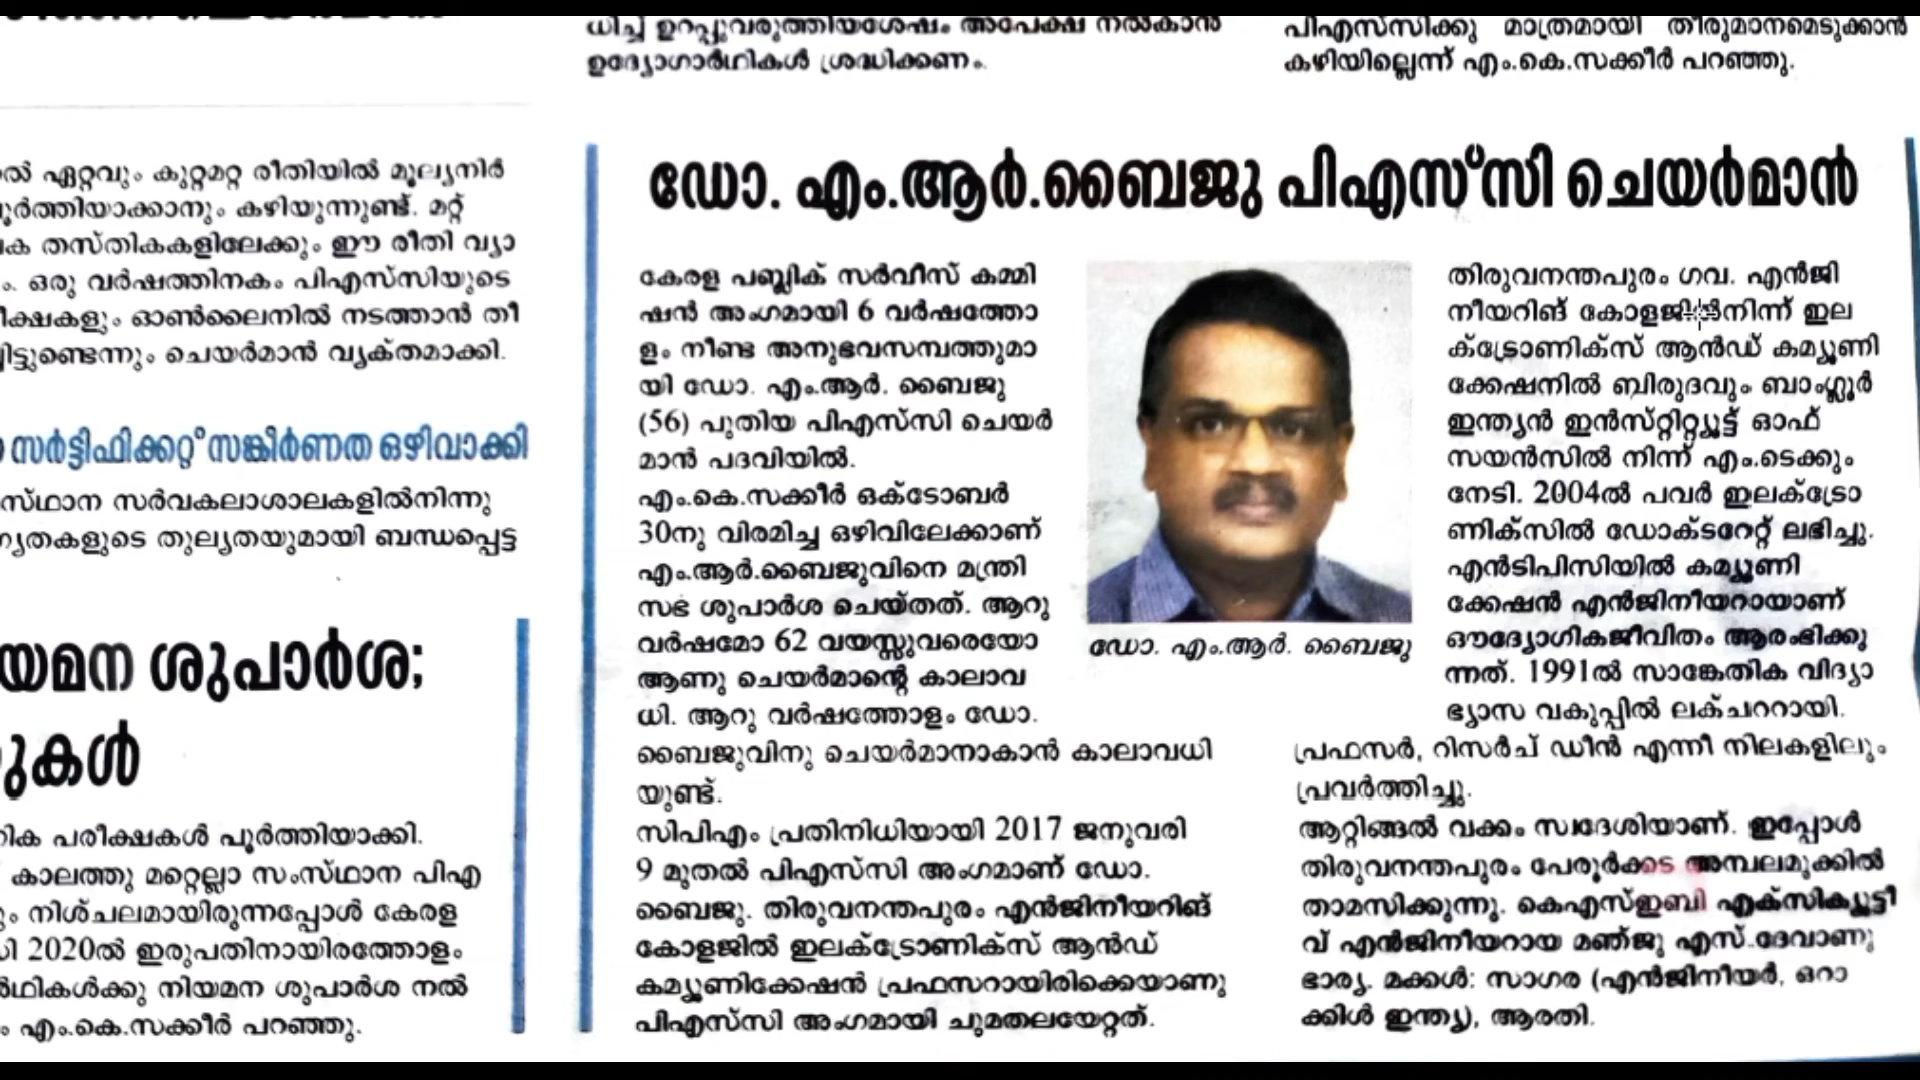 ധിച്ച് ഉറപ്പുവരുത്തിയശേഷം അപേക്ഷ നൽകാൻ
ഉദ്യോഗാർഥികൾ ശ്രദ്ധിക്കണം.
പിഎസ്‌സിക്കു മാത്രമായി തീരുമാനമെടുക്കാൻ
കഴിയില്ലെന്ന് എം.കെ.സക്കീർ പറഞ്ഞു.
ഏറ്റവും കുറ്റമറ്റ രീതിയിൽ മൂല്യനിർ
കഴിയുന്നുണ്ട്. മറ്റ്
തസ്തികകളിലേക്കും ഈ രീതി വ്യാ
ഒരു വർഷത്തിനകം പിഎസ്‌സിയുടെ
ഓൺലൈനിൽ നടത്താൻ തീ
ചെയർമാൻ വ്യക്തമാക്കി.
സർട്ടിഫിക്കറ്റ് സങ്കീർണത ഒഴിവാക്കി
സർവകലാശാലകളിൽനിന്നു
തുല്യതയുമായി ബന്ധപ്പെട്ട
ശുപാർശ;
പരീക്ഷകൾ പൂർത്തിയാക്കി.
കാലത്തു മറ്റെല്ലാ സംസ്ഥാന പിഎ
നിശ്ചലമായിരുന്നപ്പോൾ കേരള
2020ൽ ഇരുപതിനായിരത്തോളം
നിയമന ശുപാർശ നൽ
എം.കെ.സക്കീർ പറഞ്ഞു.
ഡോ. എം.ആർ.ബൈജു പിഎസ്‌സി ചെയർമാൻ
കേരള പബ്ലിക് സർവീസ് കമ്മി
ഷൻ അംഗമായി 6 വർഷത്തോ
ളം നീണ്ട അനുഭവസമ്പത്തുമാ
യി ഡോ. എം.ആർ. ബൈജു
(56) പുതിയ പിഎസ്‌സി ചെയർ
മാൻ പദവിയിൽ.
എം.കെ.സക്കീർ ഒക്ടോബർ
30നു വിരമിച്ച ഒഴിവിലേക്കാണ്
എം.ആർ.ബൈജുവിനെ മന്ത്രി
സഭ ശുപാർശ ചെയ്തത്. ആറു
വർഷമോ 62 വയസ്സുവരെയോ
ആണു ചെയർമാന്റെ കാലാവ
ധി. ആറു വർഷത്തോളം ഡോ.
ബൈജുവിനു ചെയർമാനാകാൻ കാലാവധി
യുണ്ട്.
സിപിഎം പ്രതിനിധിയായി 2017 ജനുവരി
9 മുതൽ പിഎസ്‌സി അംഗമാണ് ഡോ.
ബൈജു. തിരുവനന്തപുരം എൻജിനീയറിങ്
കോളജിൽ ഇലക്ട്രോണിക്സ് ആൻഡ്
കമ്യൂണിക്കേഷൻ പ്രഫസറായിരിക്കെയാണു
പിഎസ്‌സി അംഗമായി ചുമതലയേറ്റത്.
ഡോ. എം.ആർ. ബൈജു
തിരുവനന്തപുരം ഗവ. എൻജി
നീയറിങ് കോളജിൽനിന്ന് ഇല
ക്ട്രോണിക്സ് ആൻഡ് കമ്യൂണി
ക്കേഷനിൽ ബിരുദവും ബാംഗ്ലൂർ
ഇന്ത്യൻ ഇൻസ്റ്റിറ്റ്യൂട്ട് ഓഫ്
സയൻസിൽ നിന്ന് എം.ടെക്കും
നേടി. 2004ൽ പവർ ഇലക്ട്രോ
ണിക്സിൽ ഡോക്ടറേറ്റ് ലഭിച്ചു.
എൻടിപിസിയിൽ കമ്യൂണി
ക്കേഷൻ എൻജിനീയറായാണ്
ഔദ്യോഗികജീവിതം ആരംഭിക്കു
ന്നത്. 1991ൽ സാങ്കേതിക വിദ്യാ
ഭ്യാസ വകുപ്പിൽ ലക്ചററായി.
പ്രഫസർ, റിസർച് ഡീൻ എന്നീ നിലകളിലും
പ്രവർത്തിച്ചു.
ആറ്റിങ്ങൽ വക്കം സ്വദേശിയാണ്. ഇപ്പോൾ
തിരുവനന്തപുരം പേരൂർക്കട അമ്പലമുക്കിൽ
താമസിക്കുന്നു. കെഎസ്ഇബി എക്സിക്യൂട്ടീ
വ് എൻജിനീയറായ മഞ്ജു എസ്.ദേവാണു
ഭാര്യ. മക്കൾ: സാഗര (എൻജിനീയർ, ഒറാ
ക്കിൾ ഇന്ത്യ), ആരതി.